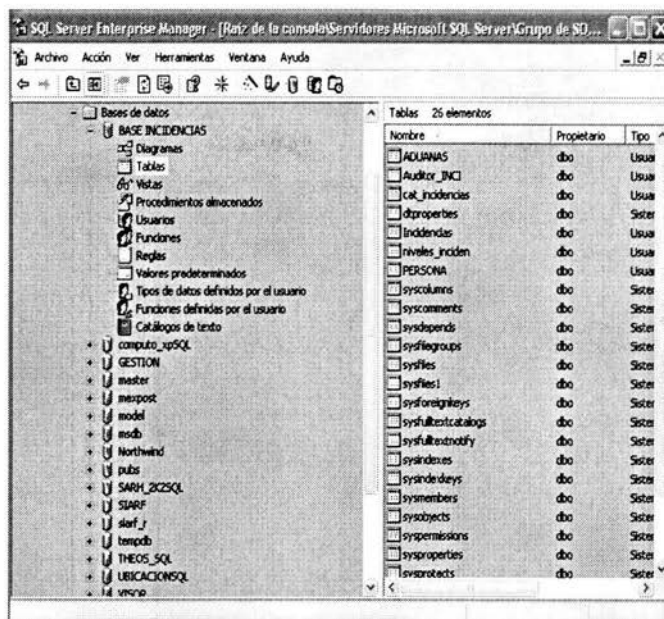 SQL Server Enterprise Manager - [Raíz de la consola\Servidores Microsoft SQL Server\Grupo de SQ...
Archivo Acción Ver Herramientas Ventana Ayuda
Bases de datos
BASE INCIDENCIAS
Diagramas
Tablas
Vistas
Procedimientos almacenados
Usuarios
Funciones
Reglas
Valores predeterminados
Tipos de datos definidos por el usuario
Funciones definidas por el usuario
Catálogos de texto
computo_xpSQL
GESTION
master
mexpost
model
msdb
Northwind
pubs
SARH_2K2SQL
SIARF
siarf_r
tempdb
THEOS_SQL
UBICACIONSQL
VISOR
Tablas 26 elementos
Nombre Propietario Tipo
ADUANAS dbo Usuar
Auditor_INCI dbo Usuar
cat_incidencias dbo Usuar
dtproperties dbo Sister
Incidencias dbo Usuar
niveles_inciden dbo Usuar
PERSONA dbo Usuar
syscolumns dbo Sister
syscomments dbo Sister
sysdepends dbo Sister
sysfilegroups dbo Sister
sysfiles dbo Sister
sysfiles1 dbo Sister
sysforeignkeys dbo Sister
sysfulltextcatalogs dbo Sister
sysfulltextnotify dbo Sister
sysindexes dbo Sister
sysindexkeys dbo Sister
sysmembers dbo Sister
sysobjects dbo Sister
syspermissions dbo Sister
sysproperties dbo Sister
sysprotects dbo Sister